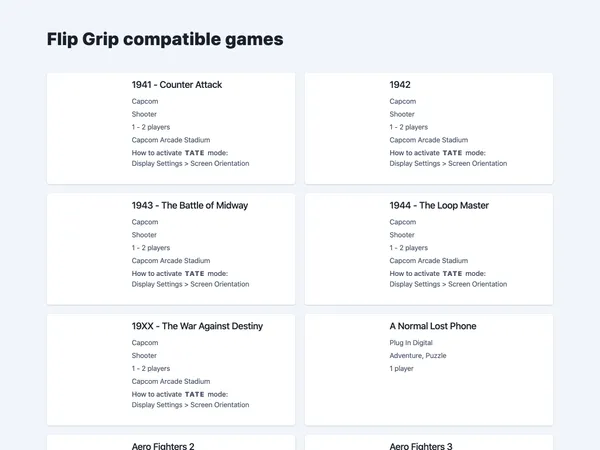 Flip Grip compatible games
1941 - Counter Attack
Capcom
Shooter
1 - 2 players
Capcom Arcade Stadium
How to activate TATE mode:
Display Settings > Screen Orientation
1942
Capcom
Shooter
1 - 2 players
Capcom Arcade Stadium
How to activate TATE mode:
Display Settings > Screen Orientation
1943 - The Battle of Midway
Capcom
Shooter
1 - 2 players
Capcom Arcade Stadium
How to activate TATE mode:
Display Settings > Screen Orientation
1944 - The Loop Master
Capcom
Shooter
1 - 2 players
Capcom Arcade Stadium
How to activate TATE mode:
Display Settings > Screen Orientation
19XX - The War Against Destiny
Capcom
Shooter
1 - 2 players
Capcom Arcade Stadium
How to activate TATE mode:
Display Settings > Screen Orientation
A Normal Lost Phone
Plug In Digital
Adventure, Puzzle
1 player
Aero Fighters 2
Aero Fighters 3